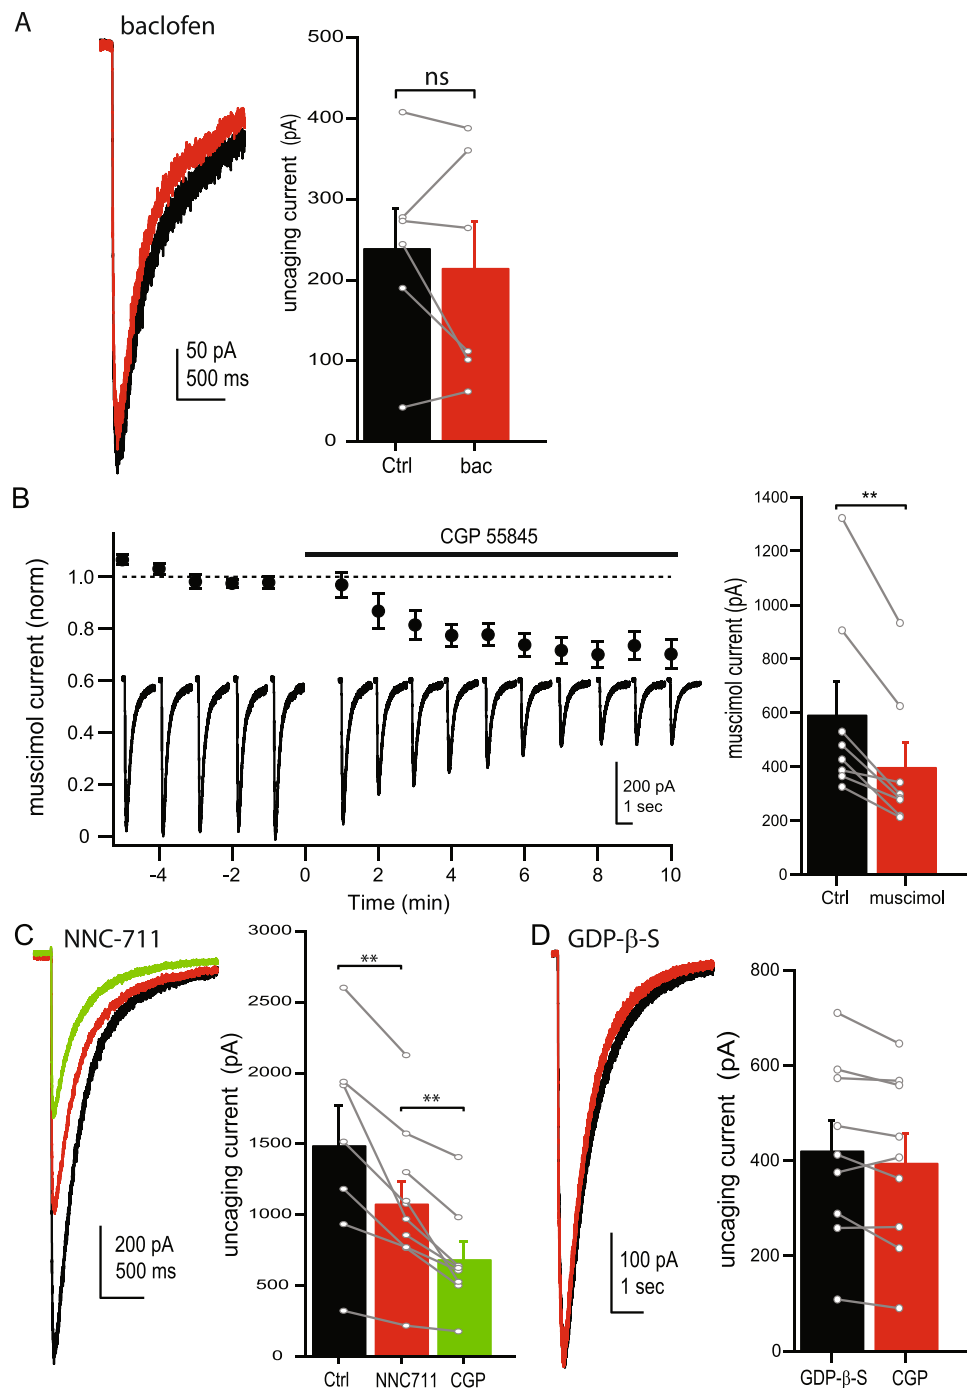 A
baclofen
50 pA
500 ms
uncaging current (pA)
500
400
300
200
100
0
ns
Ctrl
bac
B
muscimol current (norm)
1.0
0.8
0.6
0.4
0.2
0
CGP 55845
200 pA
1 sec
-4
-2
0
2
4
6
8
10
Time (min)
muscimol current (pA)
1400
1200
1000
800
600
400
200
0
**
Ctrl
muscimol
C
NNC-711
200 pA
500 ms
uncaging current (pA)
3000
2500
2000
1500
1000
500
0
**
**
Ctrl
NNC711
CGP
D
GDP-β-S
100 pA
1 sec
uncaging current (pA)
800
600
400
200
0
GDP-β-S
CGP